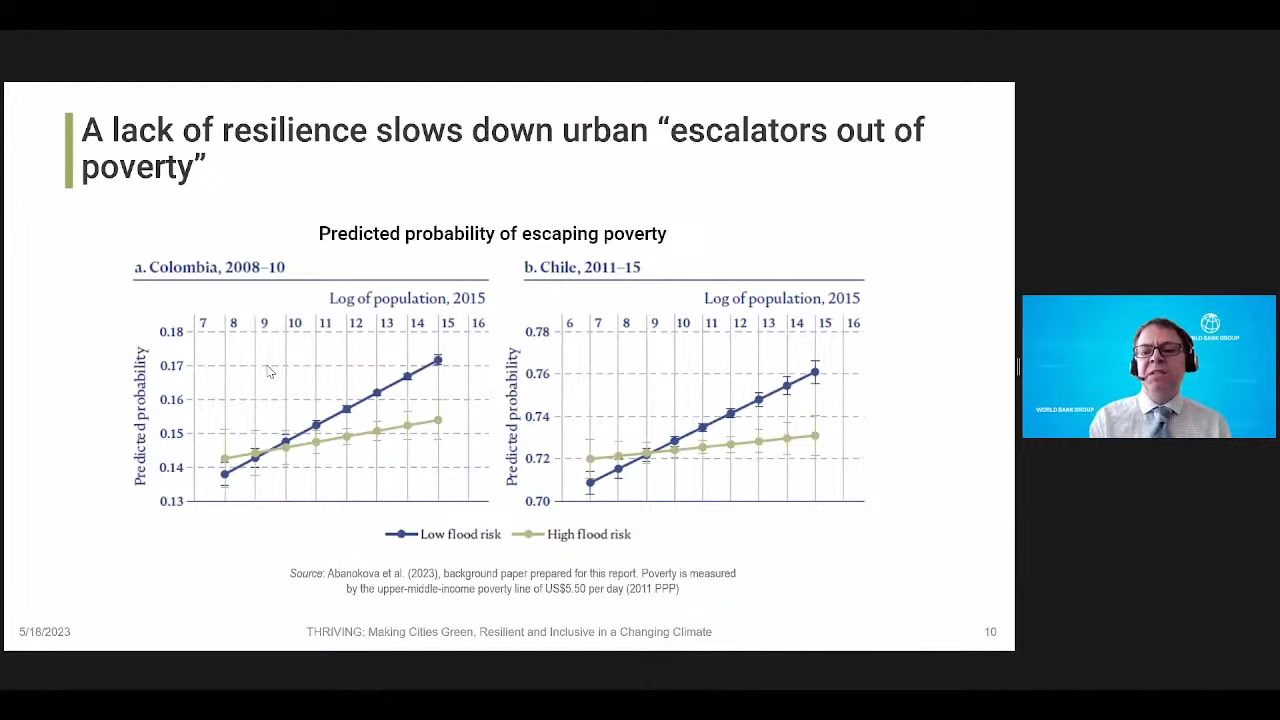 A lack of resilience slows down urban “escalators out of
poverty”
Predicted probability of escaping poverty
a. Colombia, 2008–10
Log of population, 2015
7 8 9 10 11 12 13 14 15 16
Predicted probability
0.18
0.17
0.16
0.15
0.14
0.13
b. Chile, 2011–15
Log of population, 2015
6 7 8 9 10 11 12 13 14 15 16
Predicted probability
0.78
0.76
0.74
0.72
0.70
Low flood risk
High flood risk
Source: Abanokova et al. (2023), background paper prepared for this report. Poverty is measured
by the upper-middle-income poverty line of US$5.50 per day (2011 PPP)
5/18/2023
THRIVING: Making Cities Green, Resilient and Inclusive in a Changing Climate
10
BANK GROUP
WORLD BANK GROUP